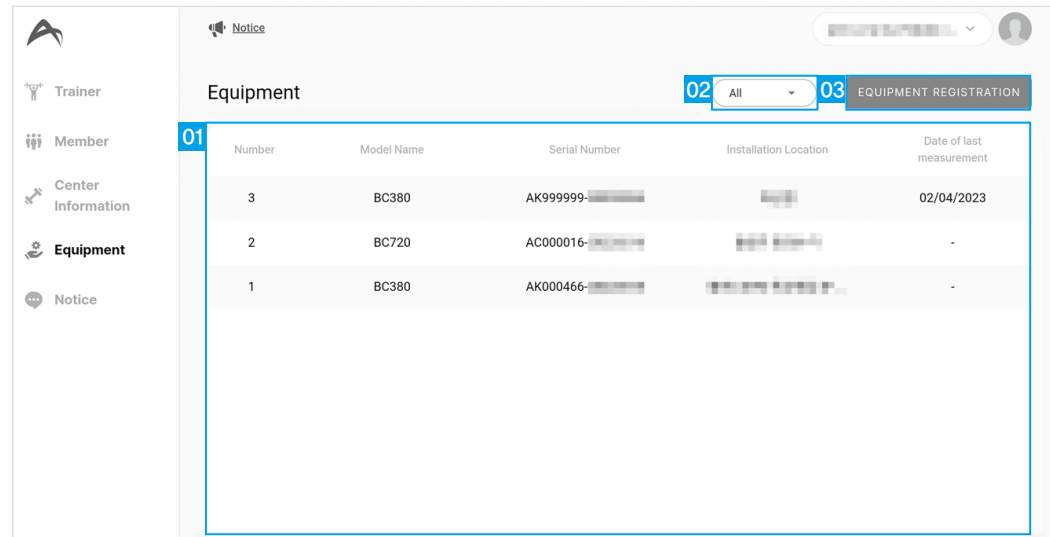 Notice
Trainer
Member
Center
Information
Equipment
Notice
Equipment
02
All
03
EQUIPMENT REGISTRATION
01
Number Model Name Serial Number Installation Location Date of last
measurement
3 BC380 AK999999- 02/04/2023
2 BC720 AC000016- -
1 BC380 AK000466- -